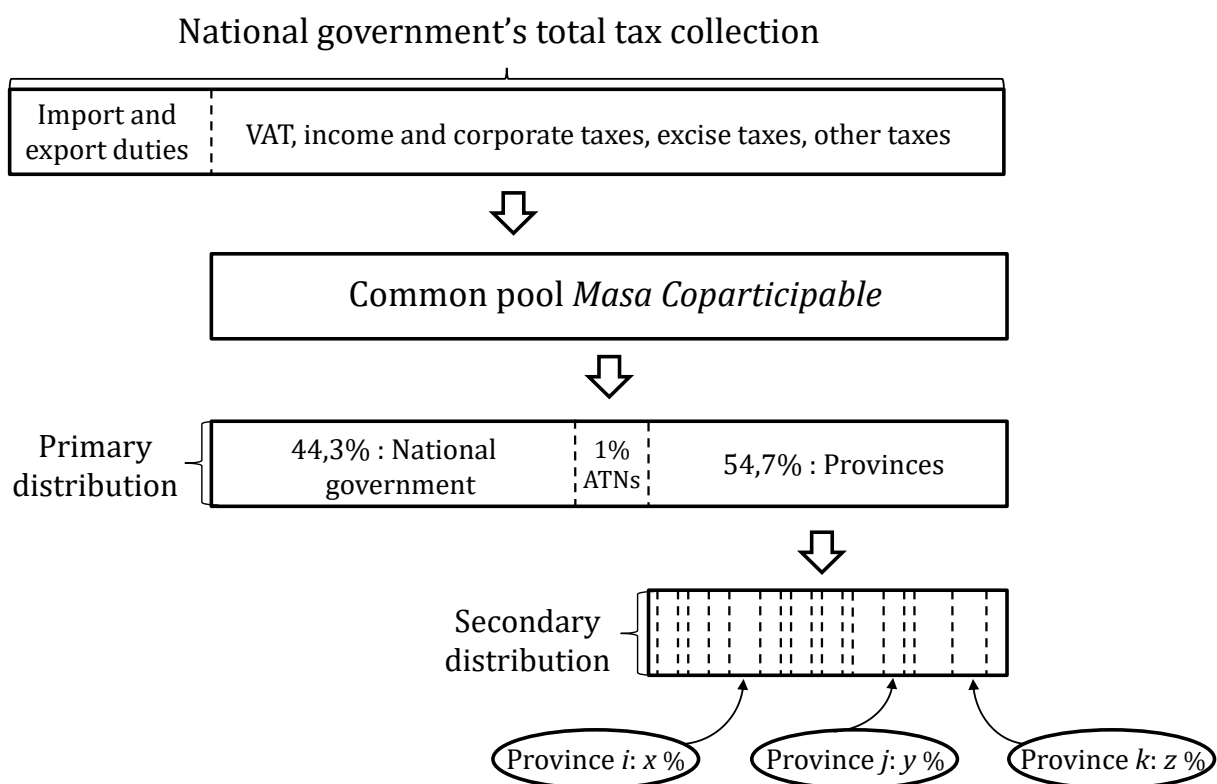 National government’s total tax collection
Import and
export duties
VAT, income and corporate taxes, excise taxes, other taxes
Common pool Masa Coparticipable
Primary
distribution
44,3% : National
government
1%
ATNs
54,7% : Provinces
Secondary
distribution
Province i: x %
Province j: y %
Province k: z %